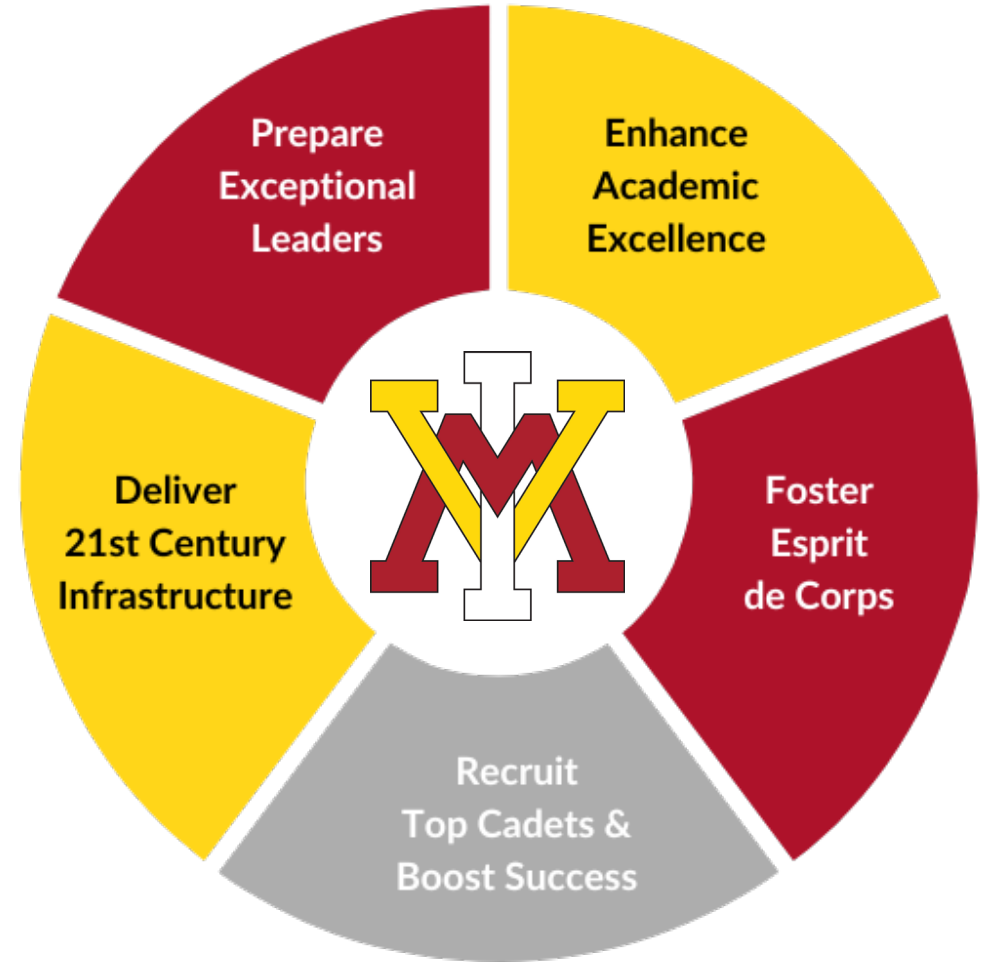 Prepare
Exceptional
Leaders
Enhance
Academic
Excellence
Deliver
21st Century
Infrastructure
VMI
Foster
Esprit
de Corps
Recruit
Top Cadets &
Boost Success